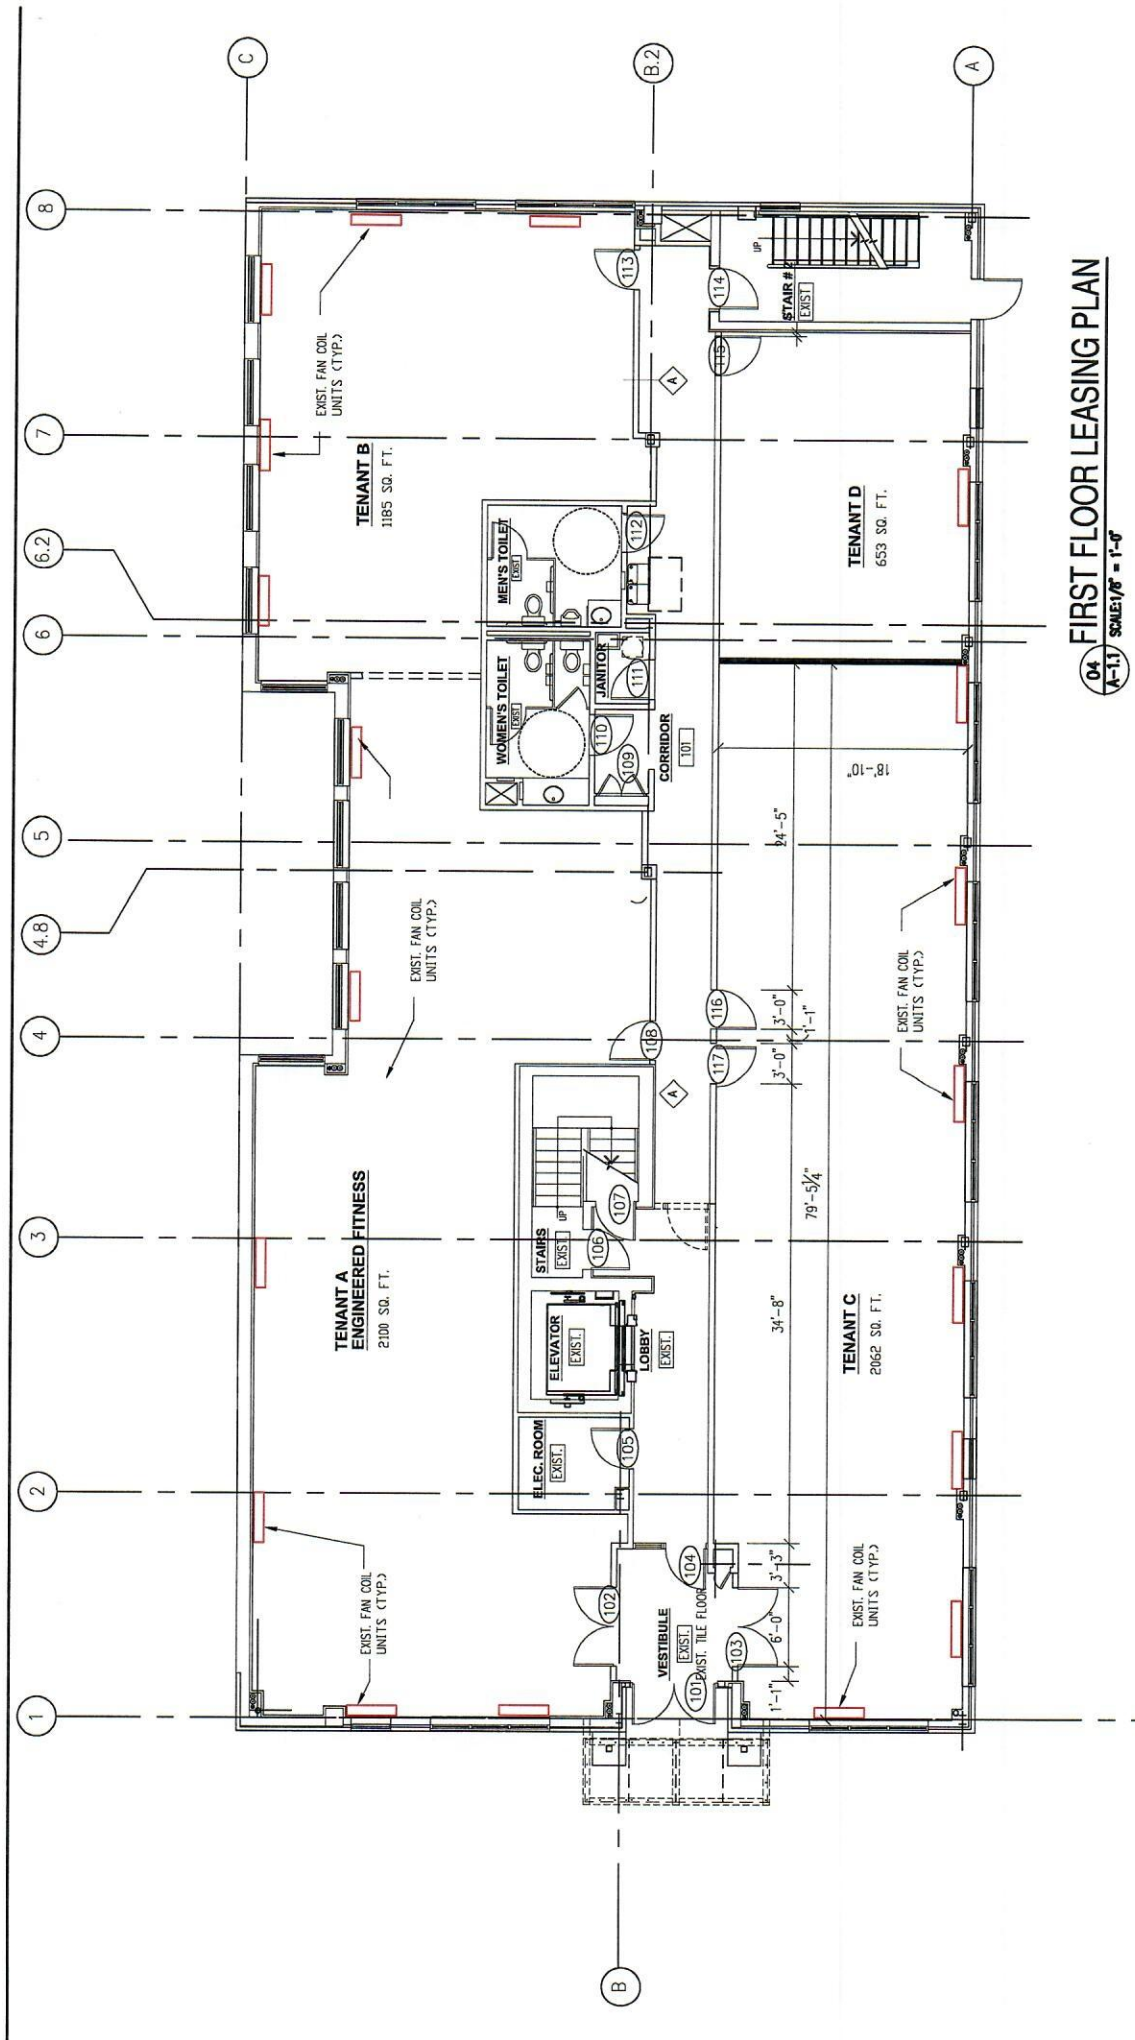 1
2
3
4
4.8
5
6
6.2
7
8
C
B.2
A
B
EXIST. FAN COIL
UNITS (TYP.)
TENANT A
ENGINEERED FITNESS
2100 SQ. FT.
EXIST. FAN COIL
UNITS (TYP.)
TENANT B
1185 SQ. FT.
EXIST. FAN COIL
UNITS (TYP.)
ELEC. ROOM
EXIST.
ELEVATOR
EXIST.
STAIRS
EXIST.
UP
WOMEN'S TOILET
EXIST
MEN'S TOILET
EXIST
JANITOR
102
105
106
107
108
109
110
111
112
113
VESTIBULE
EXIST.
EXIST. TILE FLOOR
101
103
104
LOBBY
EXIST.
A
CORRIDOR
101
A
117
116
115
114
STAIR # 2
EXIST
UP
1'-1"
6'-0"
3'-3"
34'-8"
3'-0"
1'-1"
3'-0"
24'-5"
79'-5¼"
18'-10"
TENANT C
2062 SQ. FT.
TENANT D
653 SQ. FT.
EXIST. FAN COIL
UNITS (TYP.)
EXIST. FAN COIL
UNITS (TYP.)
04
A-1.1
FIRST FLOOR LEASING PLAN
SCALE:1/8" = 1'-0"